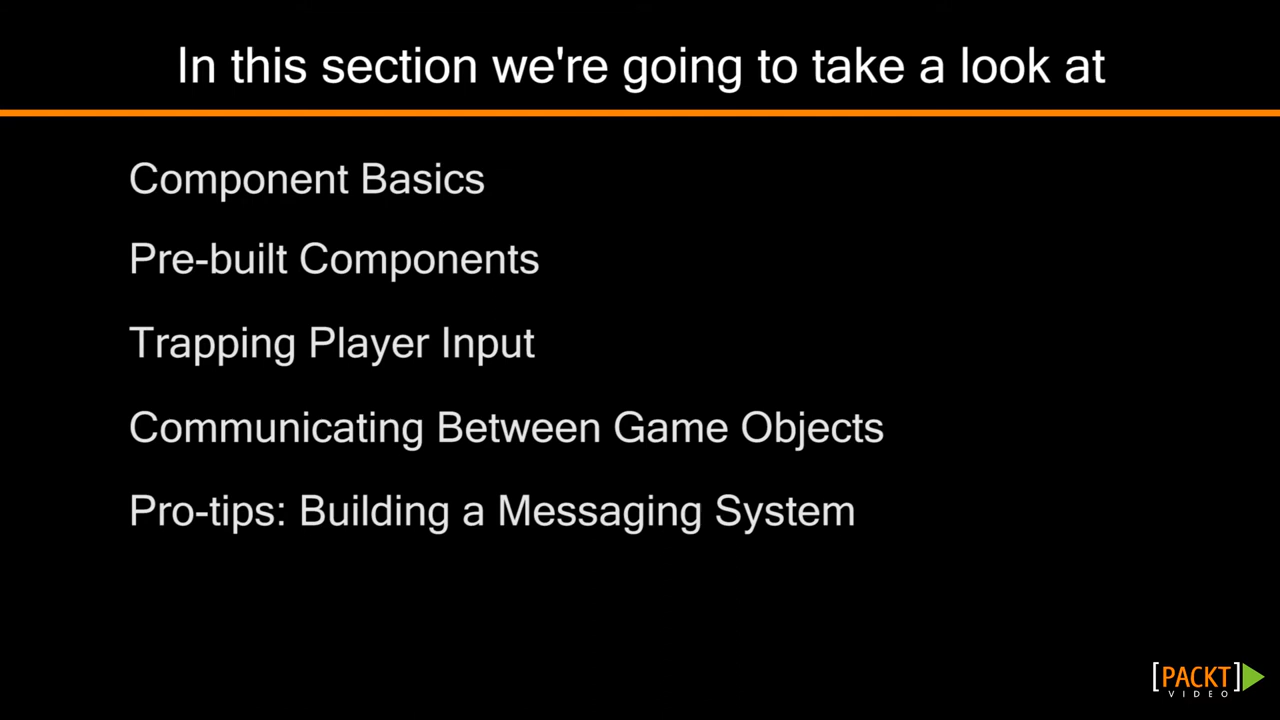 In this section we're going to take a look at
Component Basics
Pre-built Components
Trapping Player Input
Communicating Between Game Objects
Pro-tips: Building a Messaging System
[PACKT]
VIDEO